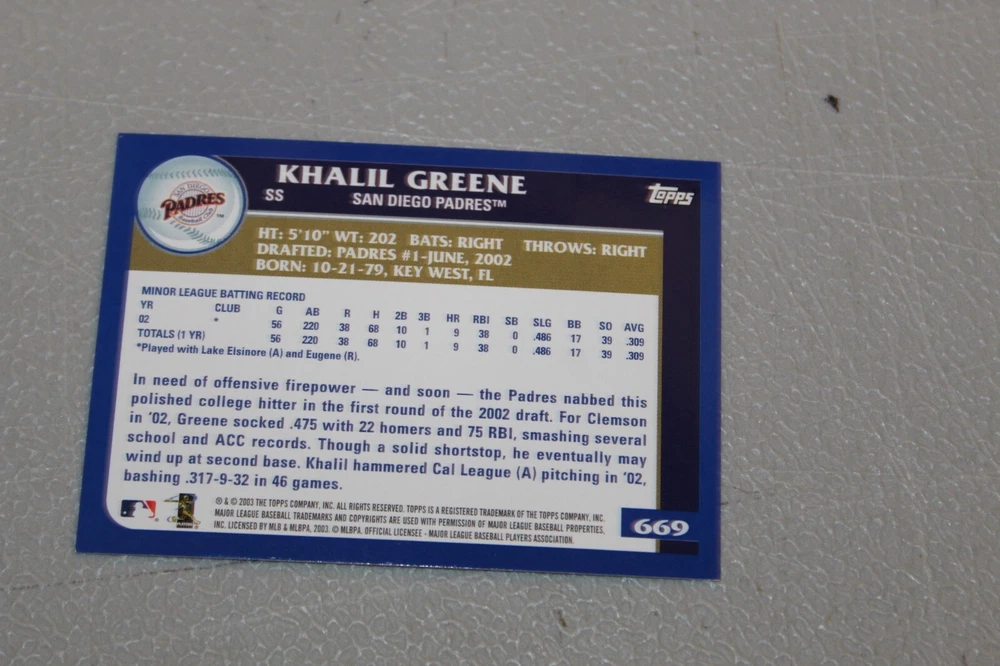 KHALIL GREENE
SS SAN DIEGO PADRES™
topps
SAN DIEGO
PADRES
Baseball Club
™
HT: 5'10" WT: 202 BATS: RIGHT THROWS: RIGHT
DRAFTED: PADRES #1-JUNE, 2002
BORN: 10-21-79, KEY WEST, FL
MINOR LEAGUE BATTING RECORD
YR CLUB G AB R H 2B 3B HR RBI SB SLG BB SO AVG
02 * 56 220 38 68 10 1 9 38 0 .486 17 39 .309
TOTALS (1 YR) 56 220 38 68 10 1 9 38 0 .486 17 39 .309
*Played with Lake Elsinore (A) and Eugene (R).
In need of offensive firepower — and soon — the Padres nabbed this
polished college hitter in the first round of the 2002 draft. For Clemson
in '02, Greene socked .475 with 22 homers and 75 RBI, smashing several
school and ACC records. Though a solid shortstop, he eventually may
wind up at second base. Khalil hammered Cal League (A) pitching in '02,
bashing .317-9-32 in 46 games.
® & © 2003 THE TOPPS COMPANY, INC. ALL RIGHTS RESERVED. TOPPS IS A REGISTERED TRADEMARK OF THE TOPPS COMPANY, INC.
MAJOR LEAGUE BASEBALL TRADEMARKS AND COPYRIGHTS ARE USED WITH PERMISSION OF MAJOR LEAGUE BASEBALL PROPERTIES,
INC. LICENSED BY MLB & MLBPA, 2003. © MLBPA. OFFICIAL LICENSEE - MAJOR LEAGUE BASEBALL PLAYERS ASSOCIATION.
669